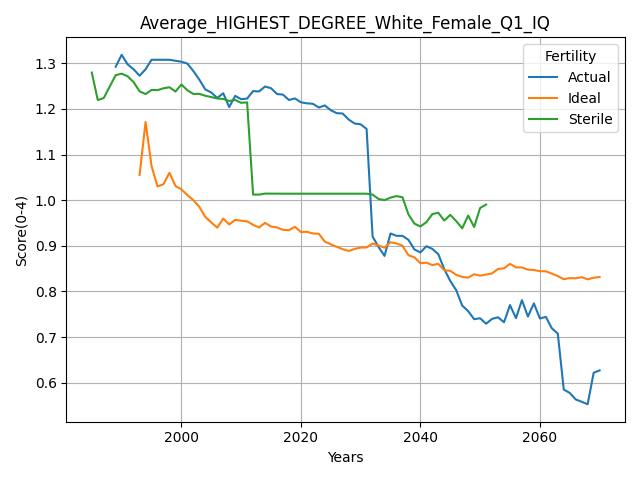 Average_HIGHEST_DEGREE_White_Female_Q1_IQ
Fertility
Actual
Ideal
Sterile
Score(0-4)
1.3
1.2
1.1
1.0
0.9
0.8
0.7
0.6
2000
2020
2040
2060
Years